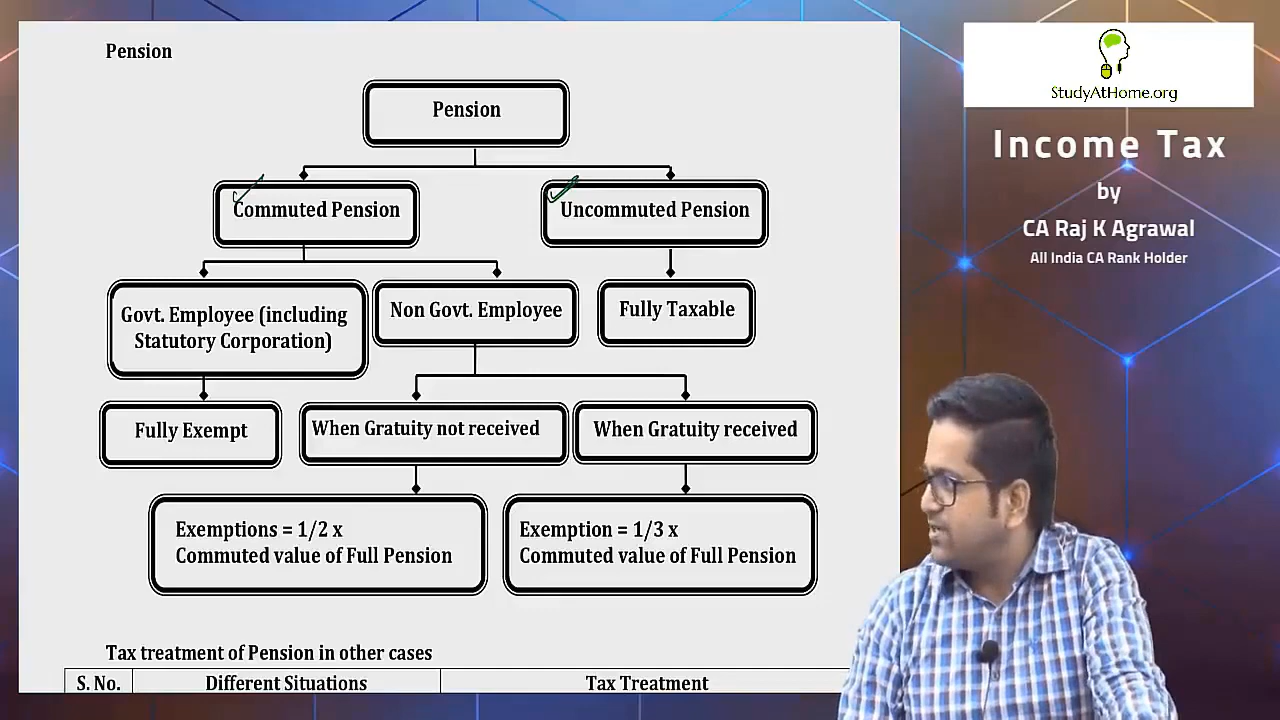 Pension
Pension
Commuted Pension
Uncommuted Pension
Govt. Employee (including
Statutory Corporation)
Non Govt. Employee
Fully Taxable
Fully Exempt
When Gratuity not received
When Gratuity received
Exemptions = 1/2 x
Commuted value of Full Pension
Exemption = 1/3 x
Commuted value of Full Pension
Tax treatment of Pension in other cases
S. No.
Different Situations
Tax Treatment
StudyAtHome.org
Income Tax
by
CA Raj K Agrawal
All India CA Rank Holder